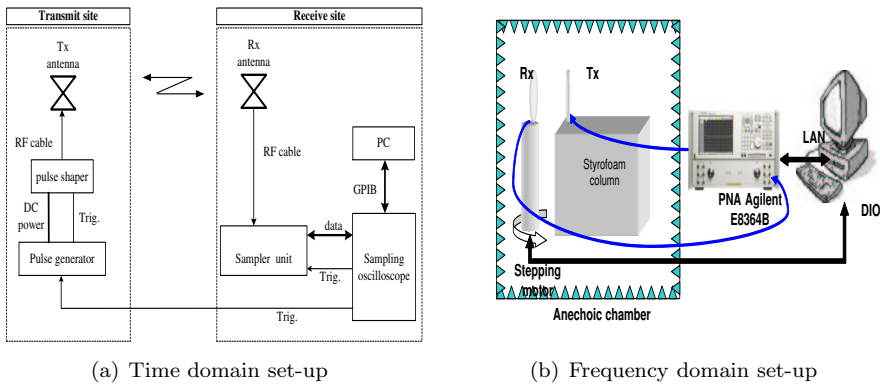 Transmit site
Receive site
Tx
antenna
Rx
antenna
RF cable
RF cable
PC
pulse shaper
GPIB
DC
power
Trig.
data
Pulse generator
Sampler unit
Sampling
oscilloscope
Trig.
Trig.
(a) Time domain set-up
Rx
Tx
LAN
Styrofoam
column
PNA Agilent
E8364B
DIO
Stepping
motor
Anechoic chamber
(b) Frequency domain set-up